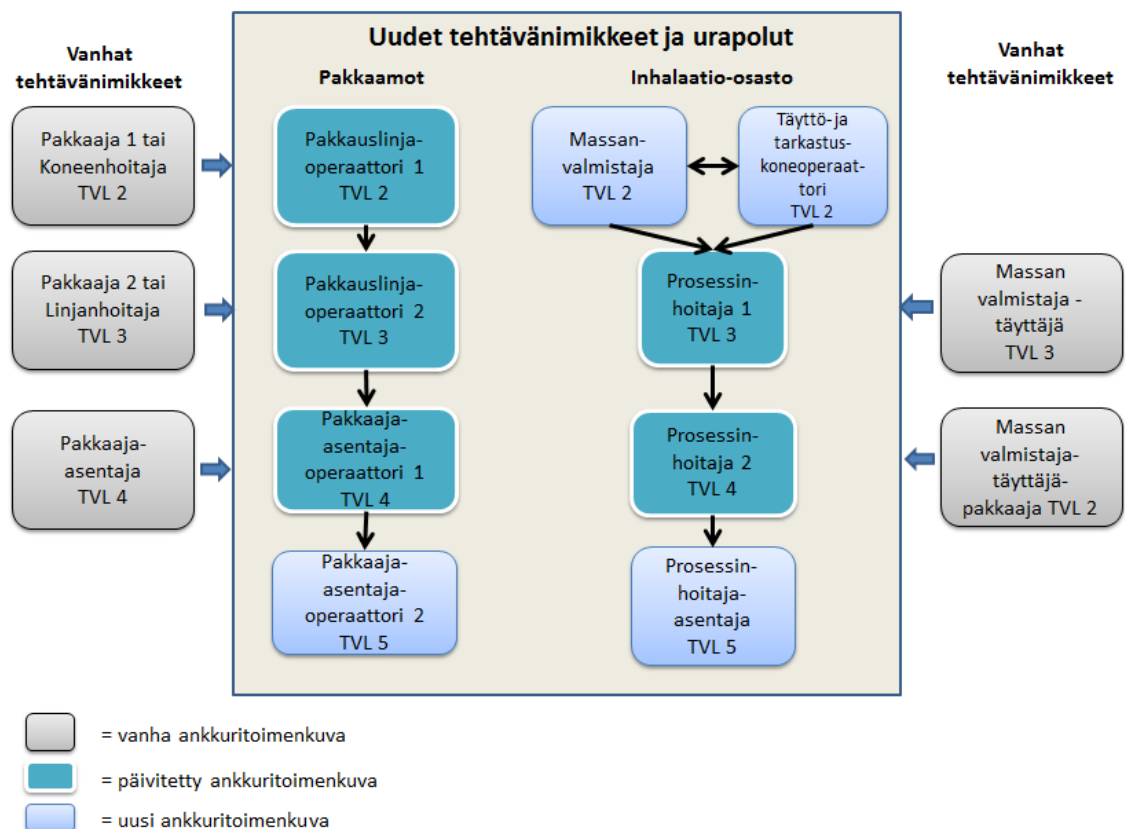 Uudet tehtävänimikkeet ja urapolut
Vanhat
tehtävänimikkeet
Pakkaamot
Inhalaatio-osasto
Vanhat
tehtävänimikkeet
Pakkaaja 1 tai
Koneenhoitaja
TVL 2
Pakkauslinja-
operaattori 1
TVL 2
Massan-
valmistaja
TVL 2
Täyttö-ja
tarkastus-
koneoperaat-
tori
TVL 2
Pakkaaja 2 tai
Linjanhoitaja
TVL 3
Pakkauslinja-
operaattori 2
TVL 3
Prosessin-
hoitaja 1
TVL 3
Massan
valmistaja -
täyttäjä
TVL 3
Pakkaaja-
asentaja
TVL 4
Pakkaaja-
asentaja-
operaattori 1
TVL 4
Prosessin-
hoitaja 2
TVL 4
Massan
valmistaja-
täyttäjä-
pakkaaja TVL 2
Pakkaaja-
asentaja-
operaattori 2
TVL 5
Prosessin-
hoitaja-
asentaja
TVL 5
= vanha ankkuritoimenkuva
= päivitetty ankkuritoimenkuva
= uusi ankkuritoimenkuva